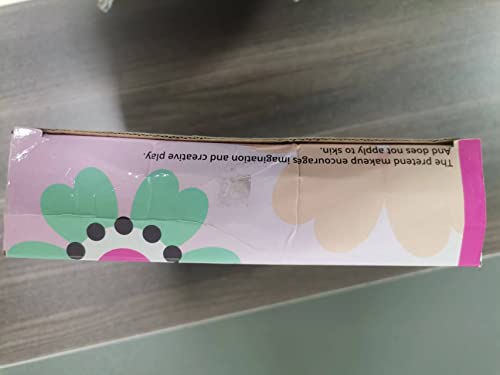 The pretend makeup encourages imagination and creative play.
And does not apply to skin.